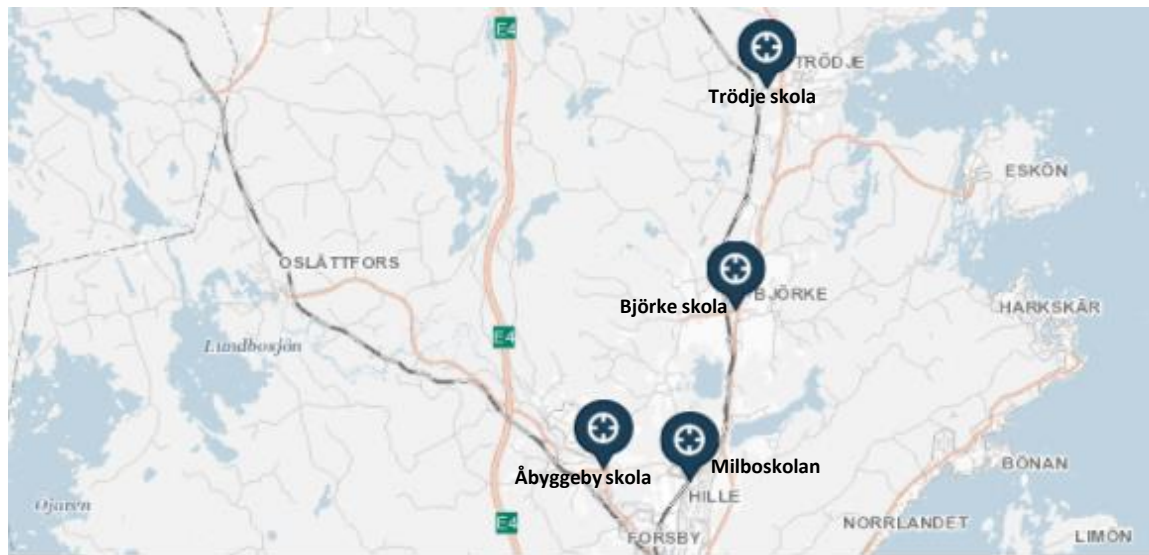 E4
TRÖDJE
Trödje skola
ESKÖN
OSLÄTTFORS
BJÖRKE
Björke skola
HARKSKÄR
E4
Lundbosjön
Milboskolan
Åbyggeby skola
BÖNAN
HILLE
Ojaren
E4
NORRLANDET
FORSBY
LIMÖN